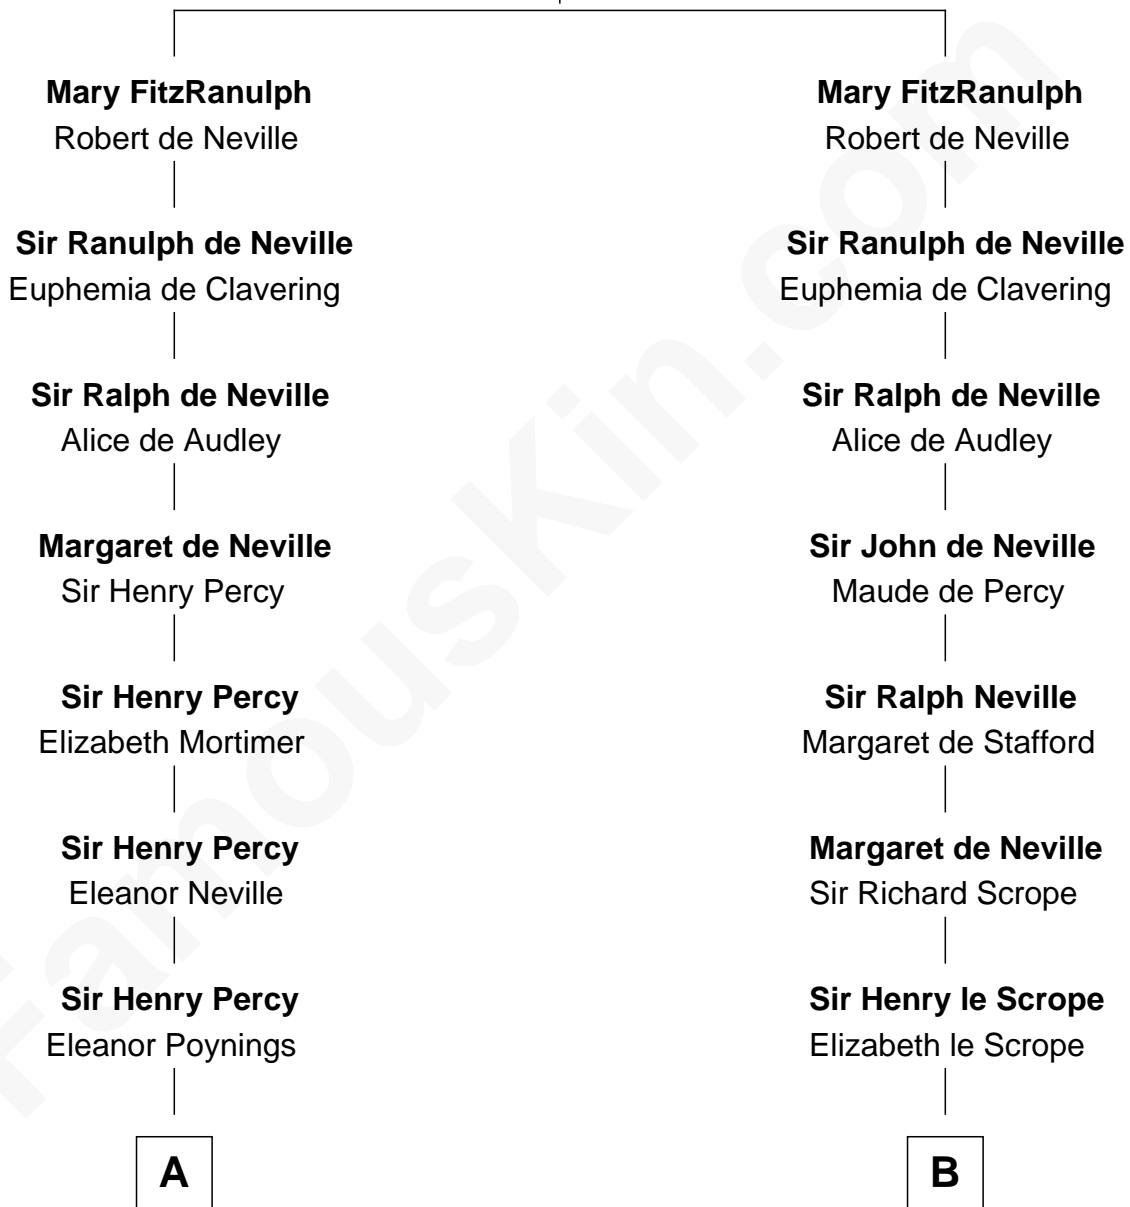 Mary FitzRanulph
Robert de Neville
Sir Ranulph de Neville
Euphemia de Clavering
Sir Ralph de Neville
Alice de Audley
Margaret de Neville
Sir Henry Percy
Sir Henry Percy
Elizabeth Mortimer
Sir Henry Percy
Eleanor Neville
Sir Henry Percy
Eleanor Poynings
A
Mary FitzRanulph
Robert de Neville
Sir Ranulph de Neville
Euphemia de Clavering
Sir Ralph de Neville
Alice de Audley
Sir John de Neville
Maude de Percy
Sir Ralph Neville
Margaret de Stafford
Margaret de Neville
Sir Richard Scrope
Sir Henry le Scrope
Elizabeth le Scrope
B
FamousKin.com